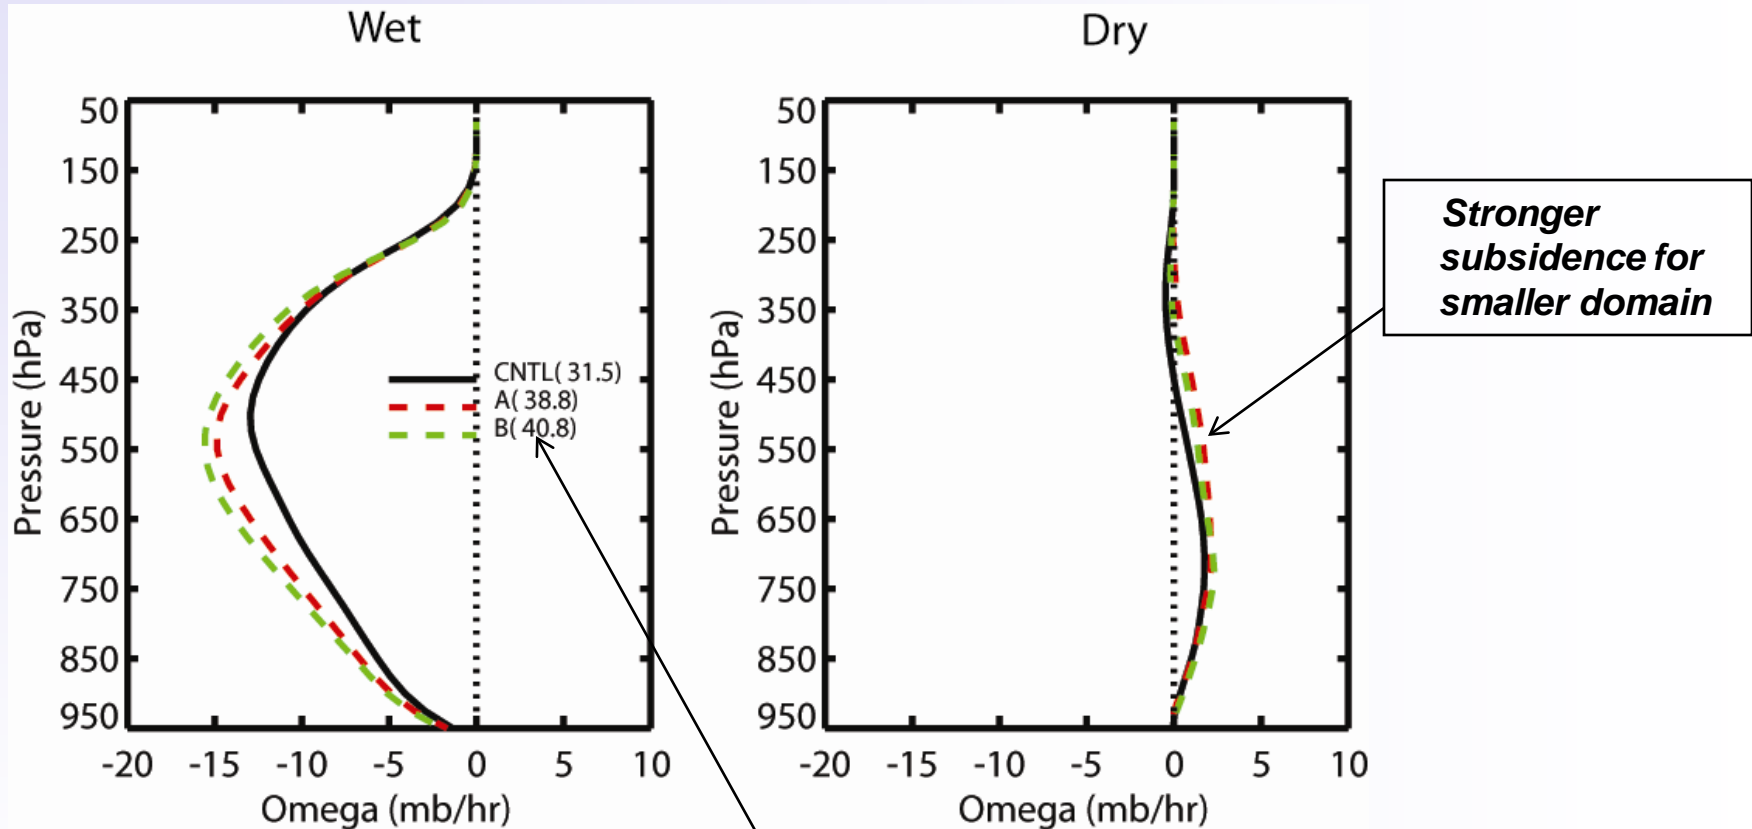 Wet
Dry
50
150
250
350
450
550
650
750
850
950
Pressure (hPa)
CNTL( 31.5)
A( 38.8)
B( 40.8)
-20 -15 -10 -5 0 5 10
Omega (mb/hr)
50
150
250
350
450
550
650
750
850
950
Pressure (hPa)
-20 -15 -10 -5 0 5 10
Omega (mb/hr)
Stronger
subsidence for
smaller domain